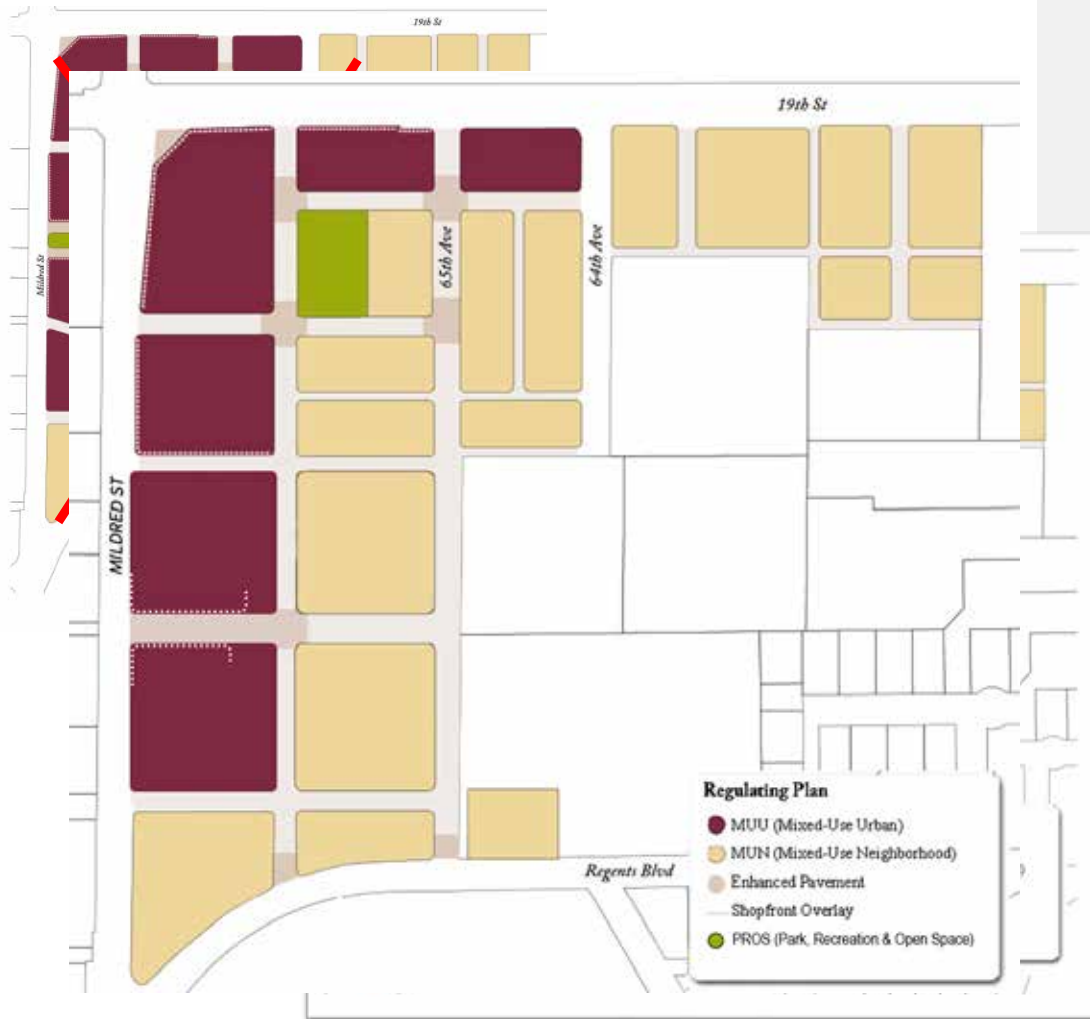 19th St
19th St
65th Ave
64th Ave
Mildred St
MILDRED ST
Regulating Plan
MUU (Mixed-Use Urban)
MUN (Mixed-Use Neighborhood)
Enhanced Pavement
Shopfront Overlay
PROS (Park, Recreation & Open Space)
Regents Blvd